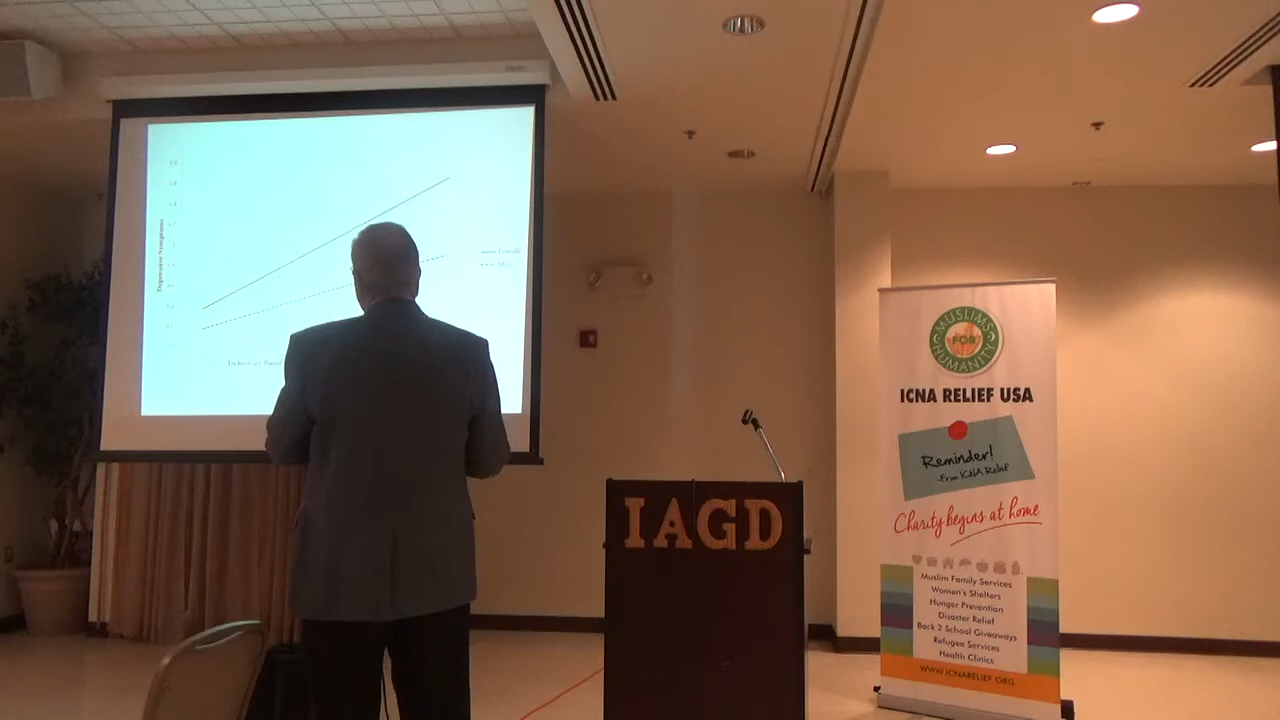 Depressive Symptoms
Female
Male
IAGD
MUSLIMS
FOR
HUMANITY
ICNA RELIEF USA
Reminder!
-From ICNA Relief
Charity begins at home
Muslim Family Services
Women's Shelters
Hunger Prevention
Disaster Relief
Back 2 School Giveaways
Refugee Services
Health Clinics
WWW.ICNARELIEF.ORG